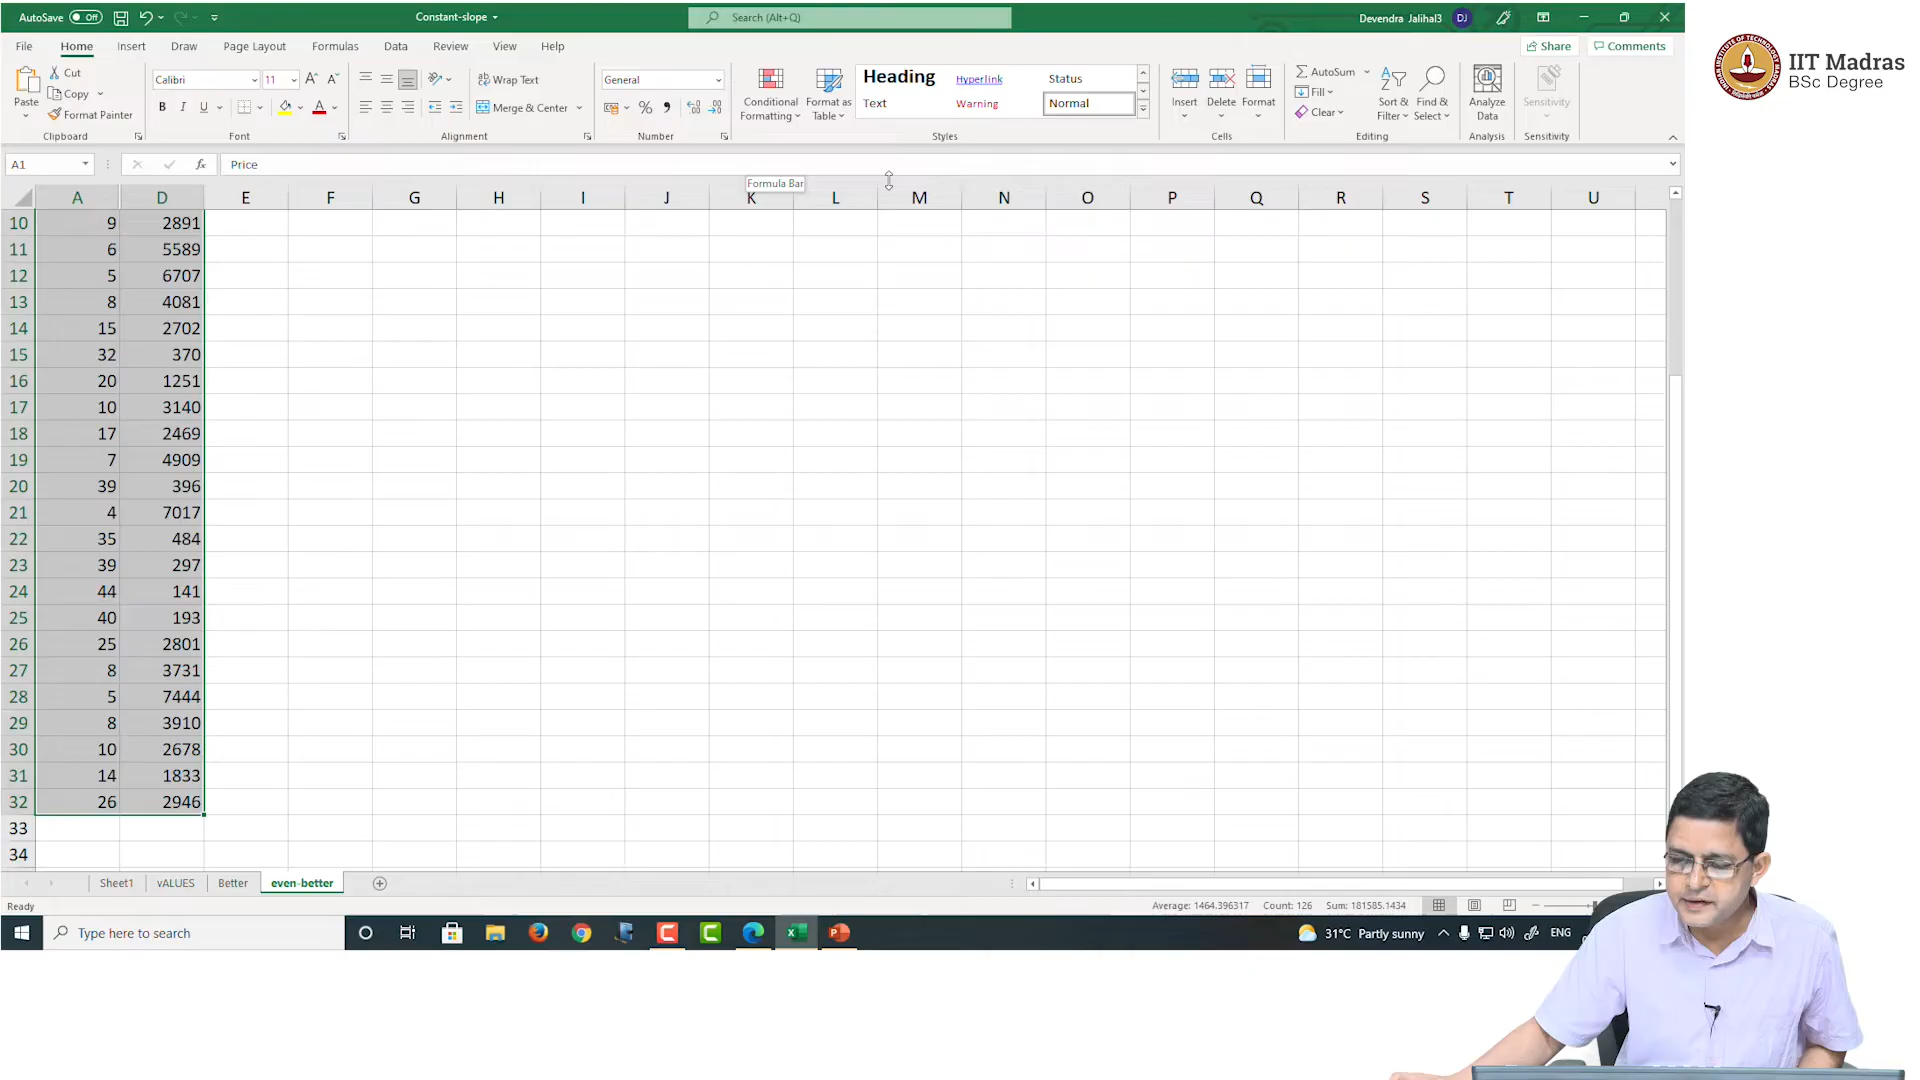 AutoSave Off Constant-slope Search (Alt+Q) Devendra Jalihal3 DJ
File Home Insert Draw Page Layout Formulas Data Review View Help Share Comments
IIT Madras
BSc Degree
Paste Cut Copy Format Painter Clipboard
Calibri 11 B I U A Font
Wrap Text Merge & Center Alignment
General % Number
Conditional Formatting Format as Table
Heading Hyperlink Status
Text Warning Normal
Styles
Insert Delete Format Cells
AutoSum Fill Clear Sort & Filter Find & Select Editing
Analyze Data Analysis
Sensitivity Sensitivity
A1 fx Price
Formula Bar
A D E F G H I J K L M N O P Q R S T U
10 9 2891
11 6 5589
12 5 6707
13 8 4081
14 15 2702
15 32 370
16 20 1251
17 10 3140
18 17 2469
19 7 4909
20 39 396
21 4 7017
22 35 484
23 39 297
24 44 141
25 40 193
26 25 2801
27 8 3731
28 5 7444
29 8 3910
30 10 2678
31 14 1833
32 26 2946
33
34
Sheet1 vALUES Better even-better
Ready Average: 1464.396317 Count: 126 Sum: 181585.1434
Type here to search 31°C Partly sunny ENG